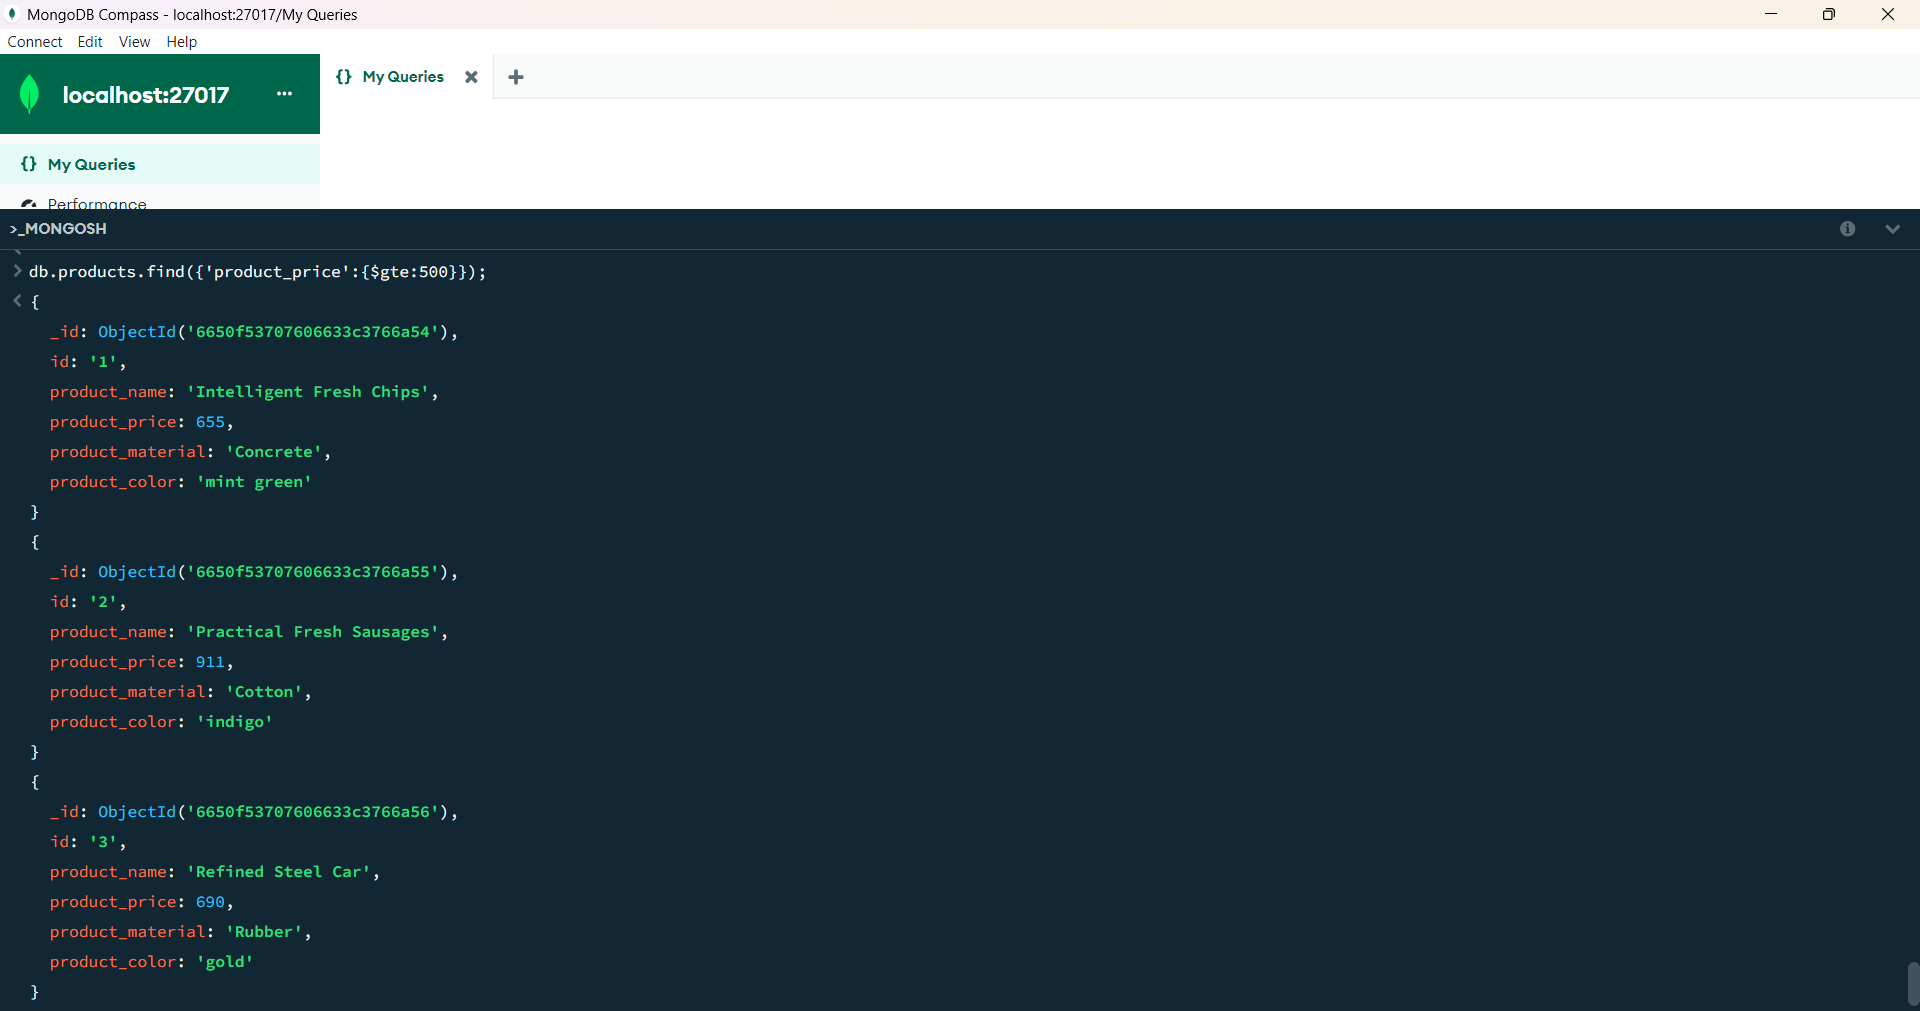 MongoDB Compass - localhost:27017/My Queries
Connect Edit View Help
localhost:27017 ...
{} My Queries
{} My Queries
Performance
>_MONGOSH
> db.products.find({'product_price':{$gte:500}});
< {
_id: ObjectId('6650f53707606633c3766a54'),
id: '1',
product_name: 'Intelligent Fresh Chips',
product_price: 655,
product_material: 'Concrete',
product_color: 'mint green'
}
{
_id: ObjectId('6650f53707606633c3766a55'),
id: '2',
product_name: 'Practical Fresh Sausages',
product_price: 911,
product_material: 'Cotton',
product_color: 'indigo'
}
{
_id: ObjectId('6650f53707606633c3766a56'),
id: '3',
product_name: 'Refined Steel Car',
product_price: 690,
product_material: 'Rubber',
product_color: 'gold'
}